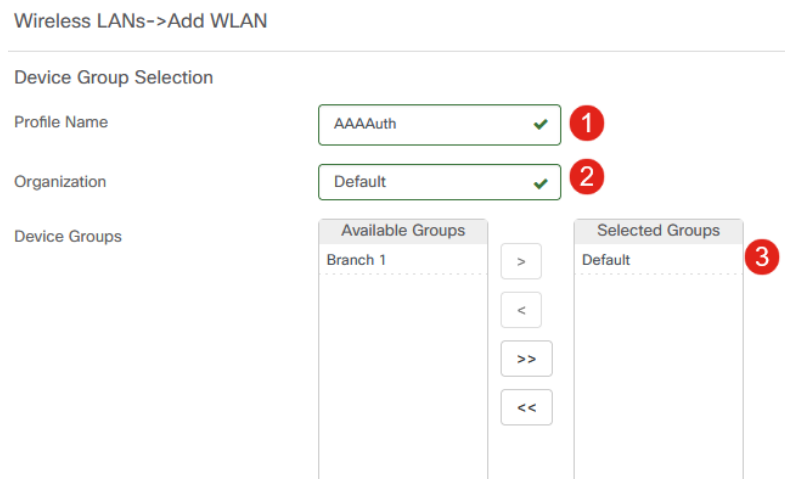 Wireless LANs->Add WLAN
Device Group Selection
Profile Name
AAAAuth
1
Organization
Default
2
Device Groups
Available Groups
Branch 1
>
<
>>
<<
Selected Groups
Default
3